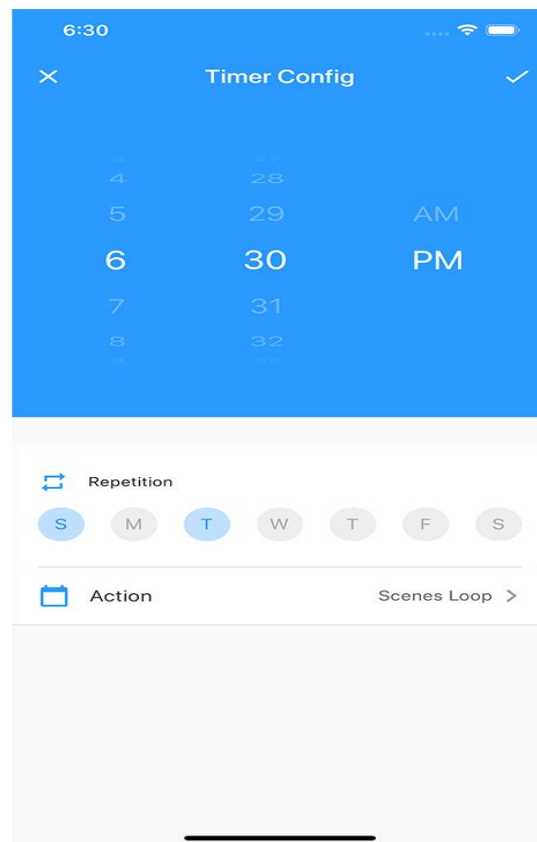 6:30
Timer Config
4 28
5 29 AM
6 30 PM
7 31
8 32
Repetition
S M T W T F S
Action Scenes Loop